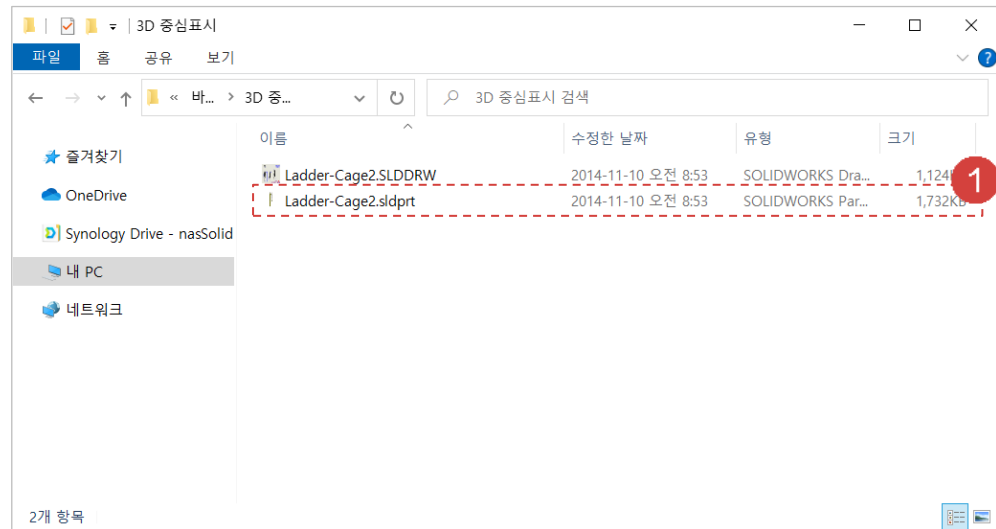 3D 중심표시
파일 홈 공유 보기
« 바... > 3D 중... 3D 중심표시 검색
이름 수정한 날짜 유형 크기
즐겨찾기
Ladder-Cage2.SLDDRW 2014-11-10 오전 8:53 SOLIDWORKS Dra... 1,124
1
OneDrive
Ladder-Cage2.sldprt 2014-11-10 오전 8:53 SOLIDWORKS Par... 1,732KB
Synology Drive - nasSolid
내 PC
네트워크
2개 항목